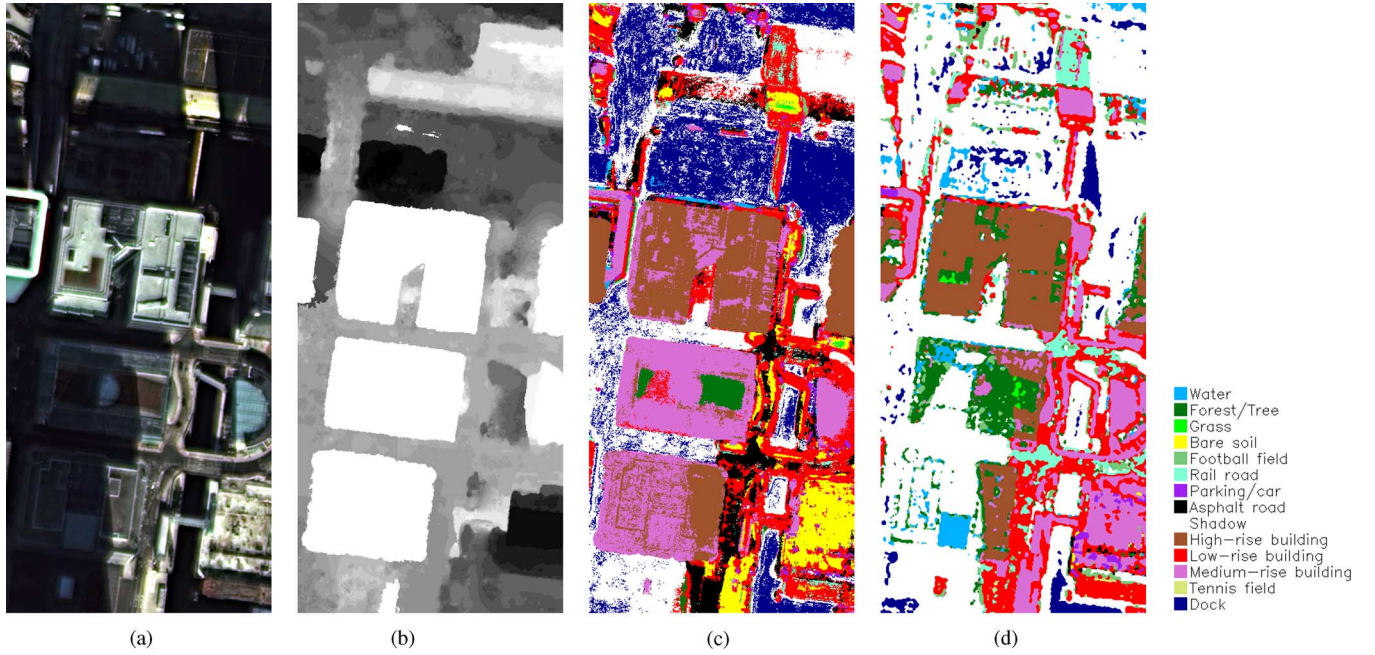 Water
Forest/Tree
Grass
Bare soil
Football field
Rail road
Parking/car
Asphalt road
Shadow
High-rise building
Low-rise building
Medium-rise building
Tennis field
Dock
(a) (b) (c) (d)